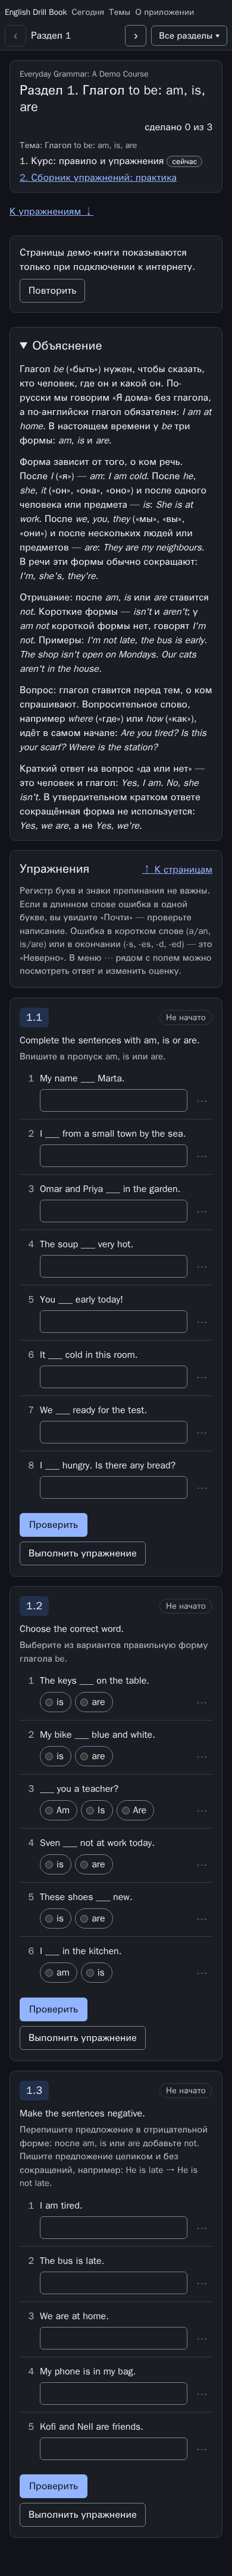 English Drill Book Сегодня Темы О приложении
‹ Раздел 1 › Все разделы ▾
Everyday Grammar: A Demo Course
Раздел 1. Глагол to be: am, is,
are
сделано 0 из 3
Тема: Глагол to be: am, is, are
1. Курс: правило и упражнения сейчас
2. Сборник упражнений: практика
К упражнениям ↓
Страницы демо-книги показываются
только при подключении к интернету.
Повторить
▼ Объяснение
Глагол be («быть») нужен, чтобы сказать,
кто человек, где он и какой он. По-
русски мы говорим «Я дома» без глагола,
а по-английски глагол обязателен: I am at
home. В настоящем времени у be три
формы: am, is и are.
Форма зависит от того, о ком речь.
После I («я») — am: I am cold. После he,
she, it («он», «она», «оно») и после одного
человека или предмета — is: She is at
work. После we, you, they («мы», «вы»,
«они») и после нескольких людей или
предметов — are: They are my neighbours.
В речи эти формы обычно сокращают:
I'm, she's, they're.
Отрицание: после am, is или are ставится
not. Короткие формы — isn't и aren't; у
am not короткой формы нет, говорят I'm
not. Примеры: I'm not late, the bus is early.
The shop isn't open on Mondays. Our cats
aren't in the house.
Вопрос: глагол ставится перед тем, о ком
спрашивают. Вопросительное слово,
например where («где») или how («как»),
идёт в самом начале: Are you tired? Is this
your scarf? Where is the station?
Краткий ответ на вопрос «да или нет» —
это человек и глагол: Yes, I am. No, she
isn't. В утвердительном кратком ответе
сокращённая форма не используется:
Yes, we are, а не Yes, we're.
Упражнения ↑ К страницам
Регистр букв и знаки препинания не важны.
Если в длинном слове ошибка в одной
букве, вы увидите «Почти» — проверьте
написание. Ошибка в коротком слове (a/an,
is/are) или в окончании (-s, -es, -d, -ed) — это
«Неверно». В меню ··· рядом с полем можно
посмотреть ответ и изменить оценку.
1.1 Не начато
Complete the sentences with am, is or are.
Впишите в пропуск am, is или are.
1 My name ___ Marta.
···
2 I ___ from a small town by the sea.
···
3 Omar and Priya ___ in the garden.
···
4 The soup ___ very hot.
···
5 You ___ early today!
···
6 It ___ cold in this room.
···
7 We ___ ready for the test.
···
8 I ___ hungry. Is there any bread?
···
Проверить
Выполнить упражнение
1.2 Не начато
Choose the correct word.
Выберите из вариантов правильную форму
глагола be.
1 The keys ___ on the table.
is are ···
2 My bike ___ blue and white.
is are ···
3 ___ you a teacher?
Am Is Are ···
4 Sven ___ not at work today.
is are ···
5 These shoes ___ new.
is are ···
6 I ___ in the kitchen.
am is ···
Проверить
Выполнить упражнение
1.3 Не начато
Make the sentences negative.
Перепишите предложение в отрицательной
форме: после am, is или are добавьте not.
Пишите предложение целиком и без
сокращений, например: He is late → He is
not late.
1 I am tired.
···
2 The bus is late.
···
3 We are at home.
···
4 My phone is in my bag.
···
5 Kofi and Nell are friends.
···
Проверить
Выполнить упражнение